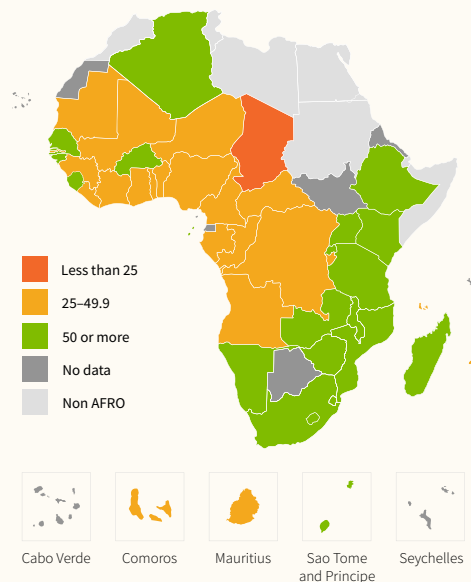 Less than 25
25–49.9
50 or more
No data
Non AFRO
Cabo Verde
Comoros
Mauritius
Sao Tome
and Principe
Seychelles